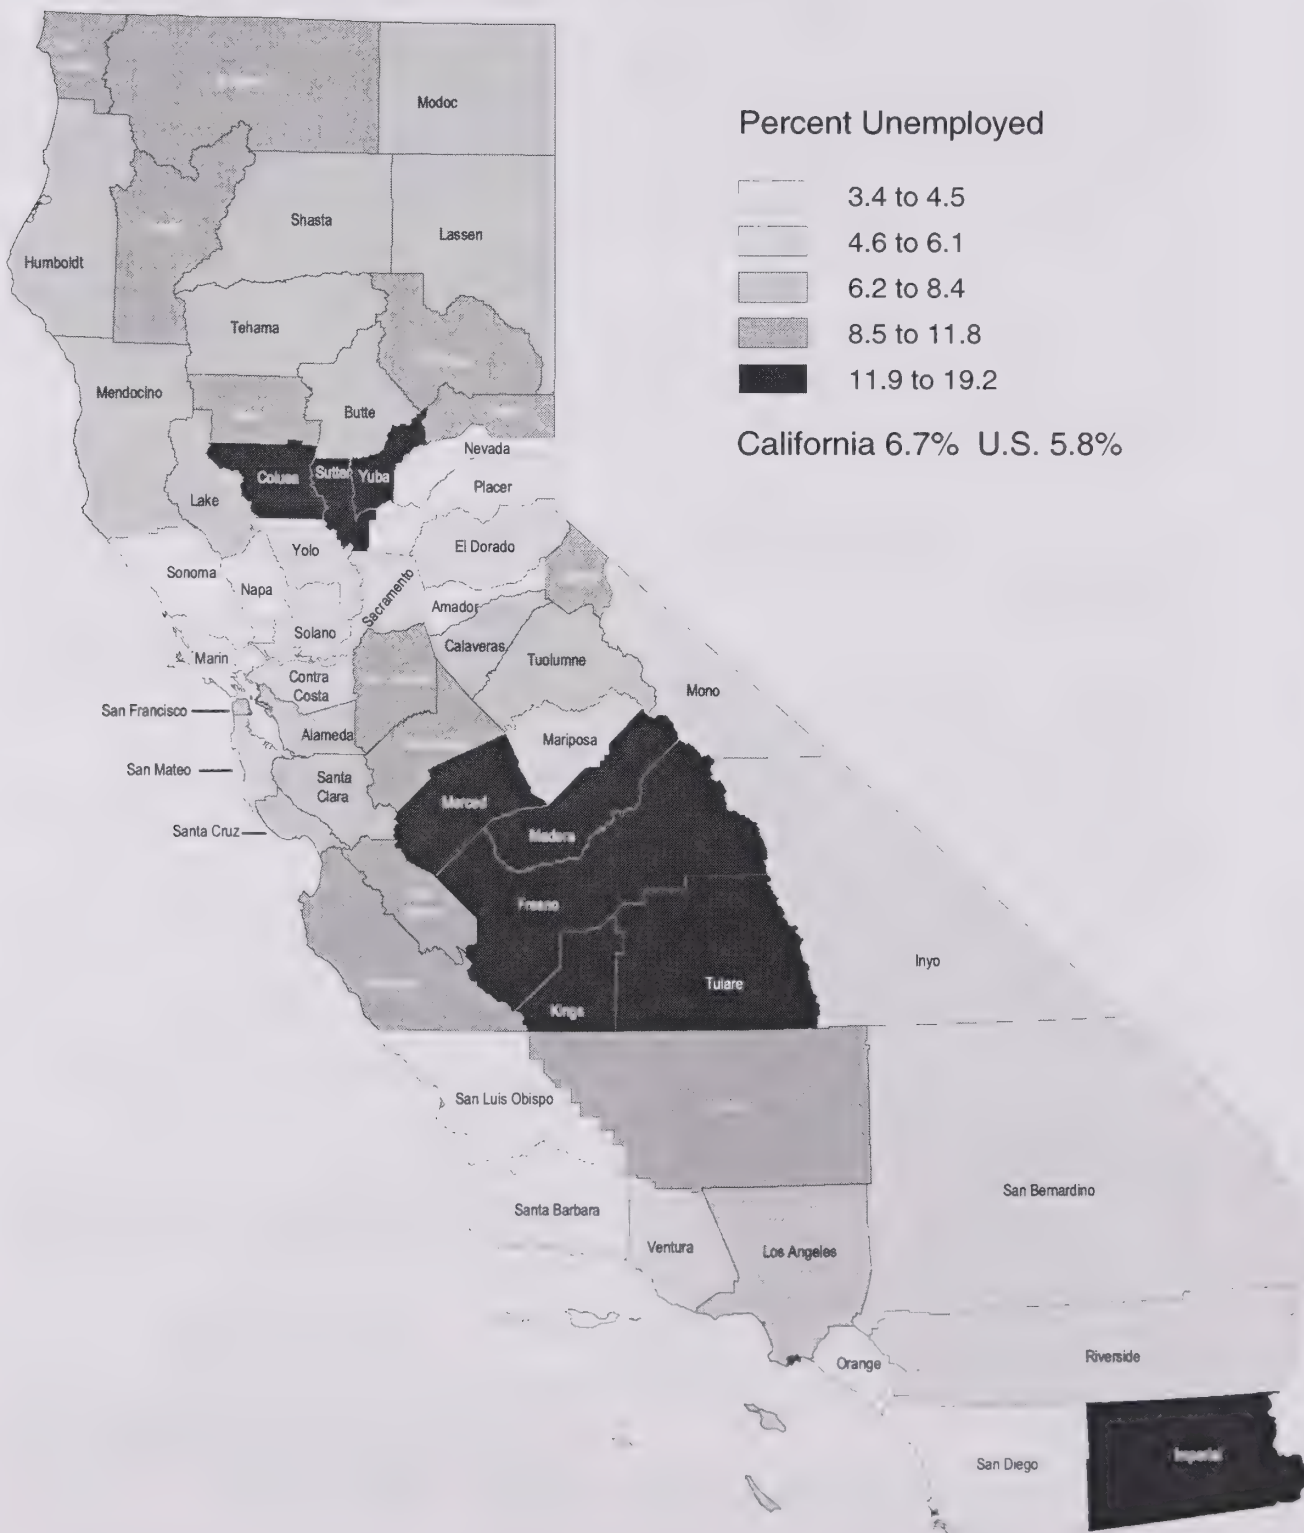 Percent Unemployed
3.4 to 4.5
4.6 to 6.1
6.2 to 8.4
8.5 to 11.8
11.9 to 19.2
California 6.7% U.S. 5.8%
Modoc
Shasta
Lassen
Humboldt
Tehama
Mendocino
Butte
Nevada
Colusa
Sutter
Yuba
Placer
Lake
Yolo
El Dorado
Sonoma
Napa
Sacramento
Amador
Solano
Calaveras
Marin
Tuolumne
Contra
Costa
Mono
San Francisco
Alameda
Mariposa
San Mateo
Santa
Clara
Merced
Santa Cruz
Madera
Fresno
Inyo
Tulare
Kings
San Luis Obispo
San Bernardino
Santa Barbara
Ventura
Los Angeles
Orange
Riverside
San Diego
Imperial